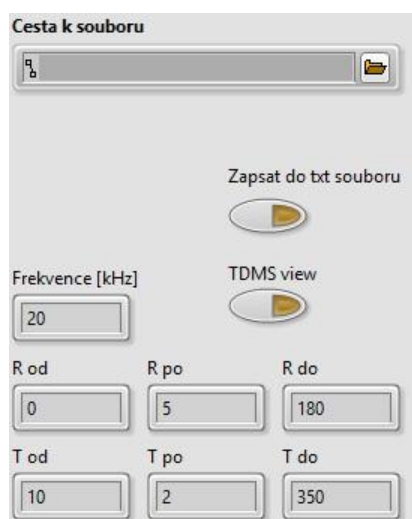 Cesta k souboru
Zapsat do txt souboru
Frekvence [kHz]
TDMS view
20
R od
R po
R do
0
5
180
T od
T po
T do
10
2
350